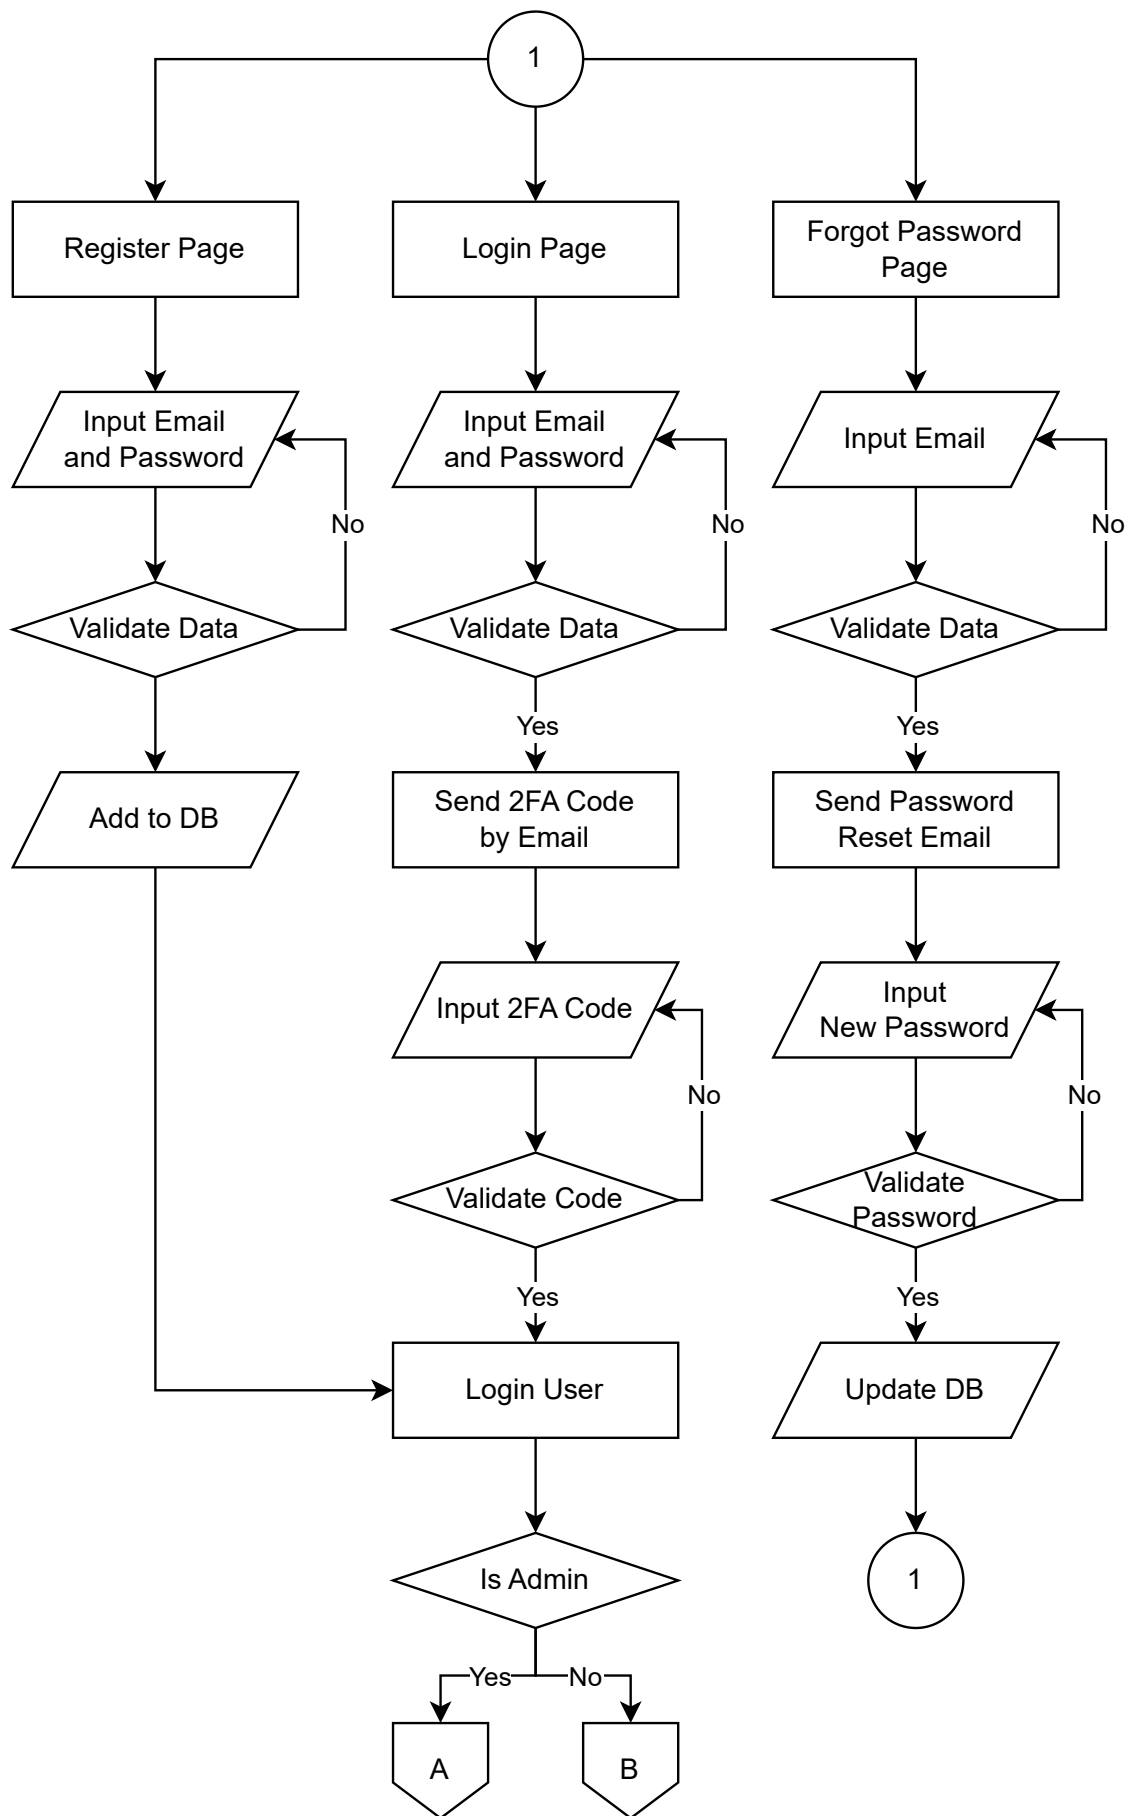 1
Register Page
Login Page
Forgot Password
Page
Input Email
and Password
Input Email
and Password
Input Email
No
No
No
Validate Data
Validate Data
Validate Data
Yes
Yes
Add to DB
Send 2FA Code
by Email
Send Password
Reset Email
Input 2FA Code
Input
New Password
No
No
Validate Code
Validate
Password
Yes
Yes
Login User
Update DB
Is Admin
1
Yes
No
A
B